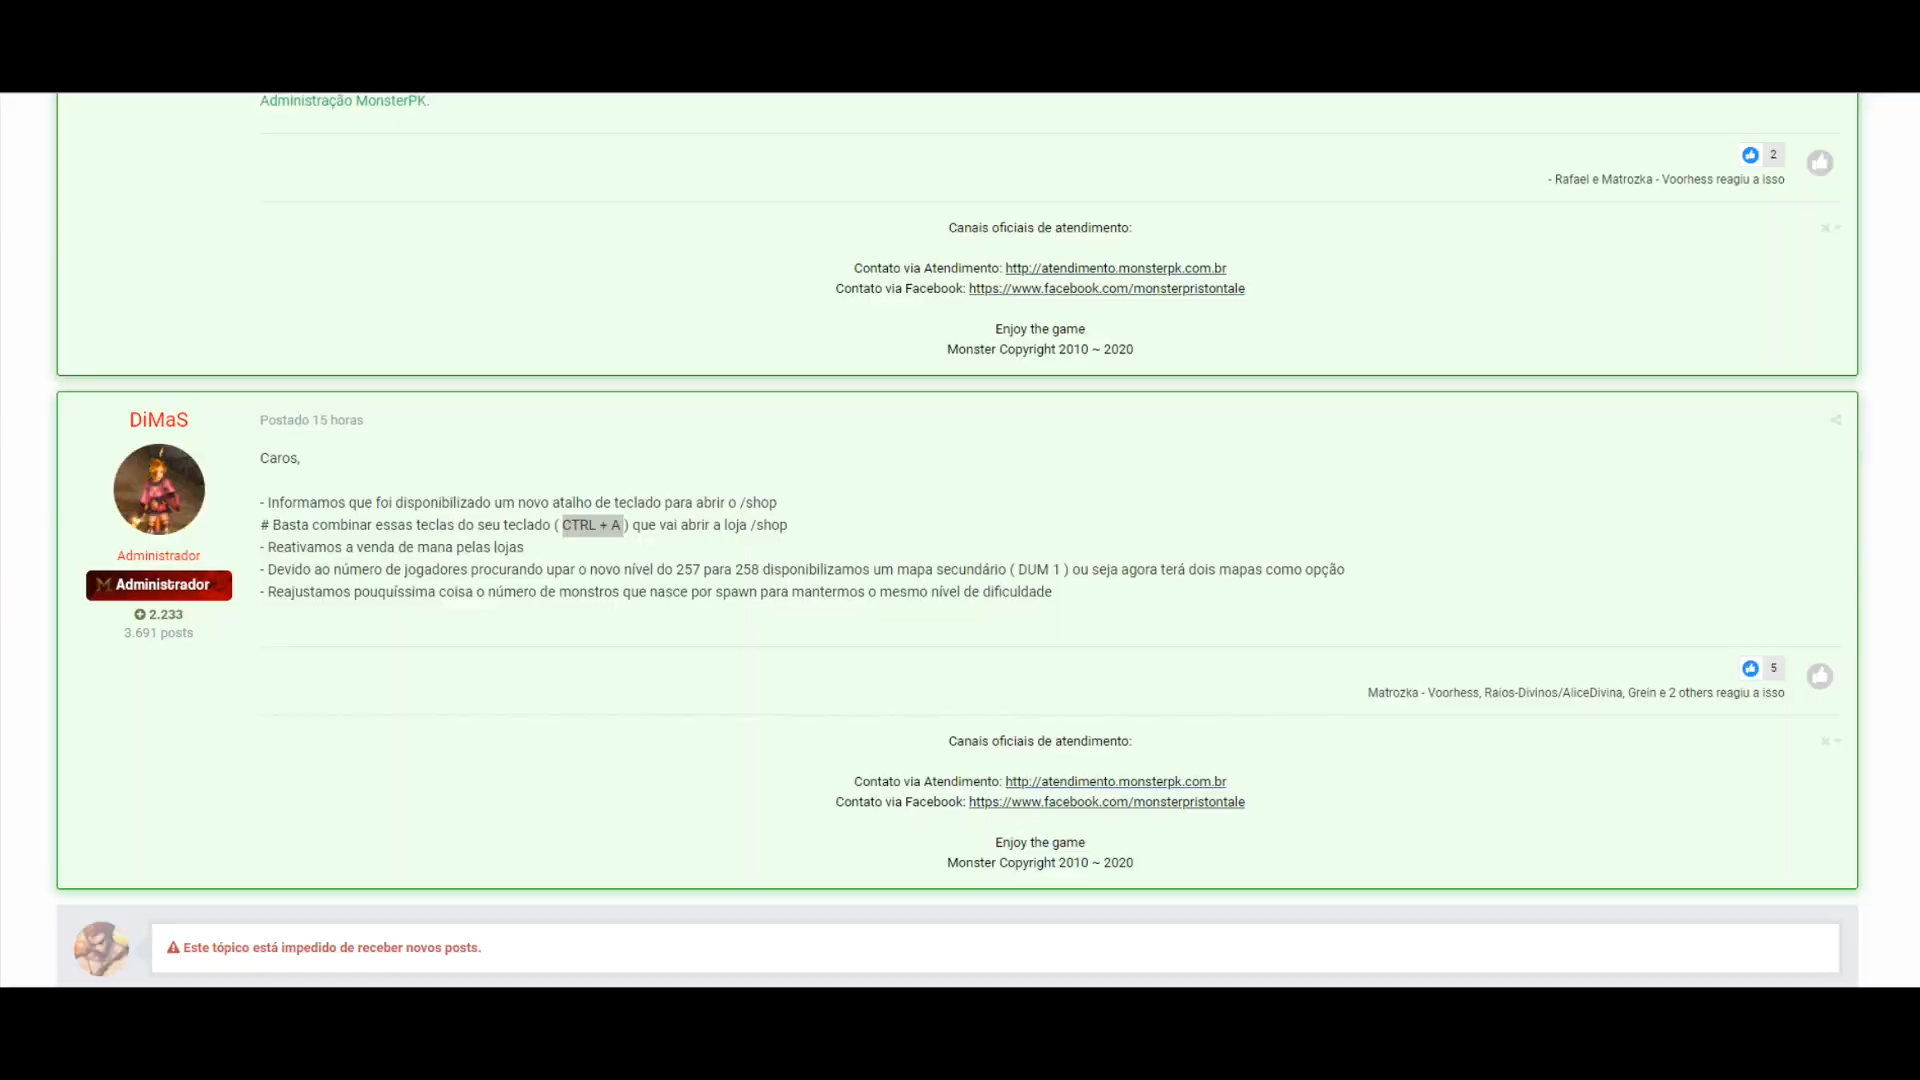 Administração MonsterPK.
2
- Rafael e Matrozka - Voorhess reagiu a isso
Canais oficiais de atendimento:
Contato via Atendimento: http://atendimento.monsterpk.com.br
Contato via Facebook: https://www.facebook.com/monsterpristontale
Enjoy the game
Monster Copyright 2010 ~ 2020
DiMaS
Administrador
Administrador
2.233
3.691 posts
Postado 15 horas
Caros,
- Informamos que foi disponibilizado um novo atalho de teclado para abrir o /shop
# Basta combinar essas teclas do seu teclado ( CTRL + A ) que vai abrir a loja /shop
- Reativamos a venda de mana pelas lojas
- Devido ao número de jogadores procurando upar o novo nível do 257 para 258 disponibilizamos um mapa secundário ( DUM 1 ) ou seja agora terá dois mapas como opção
- Reajustamos pouquíssima coisa o número de monstros que nasce por spawn para mantermos o mesmo nível de dificuldade
5
Matrozka - Voorhess, Raios-Divinos/AliceDivina, Grein e 2 others reagiu a isso
Canais oficiais de atendimento:
Contato via Atendimento: http://atendimento.monsterpk.com.br
Contato via Facebook: https://www.facebook.com/monsterpristontale
Enjoy the game
Monster Copyright 2010 ~ 2020
Este tópico está impedido de receber novos posts.